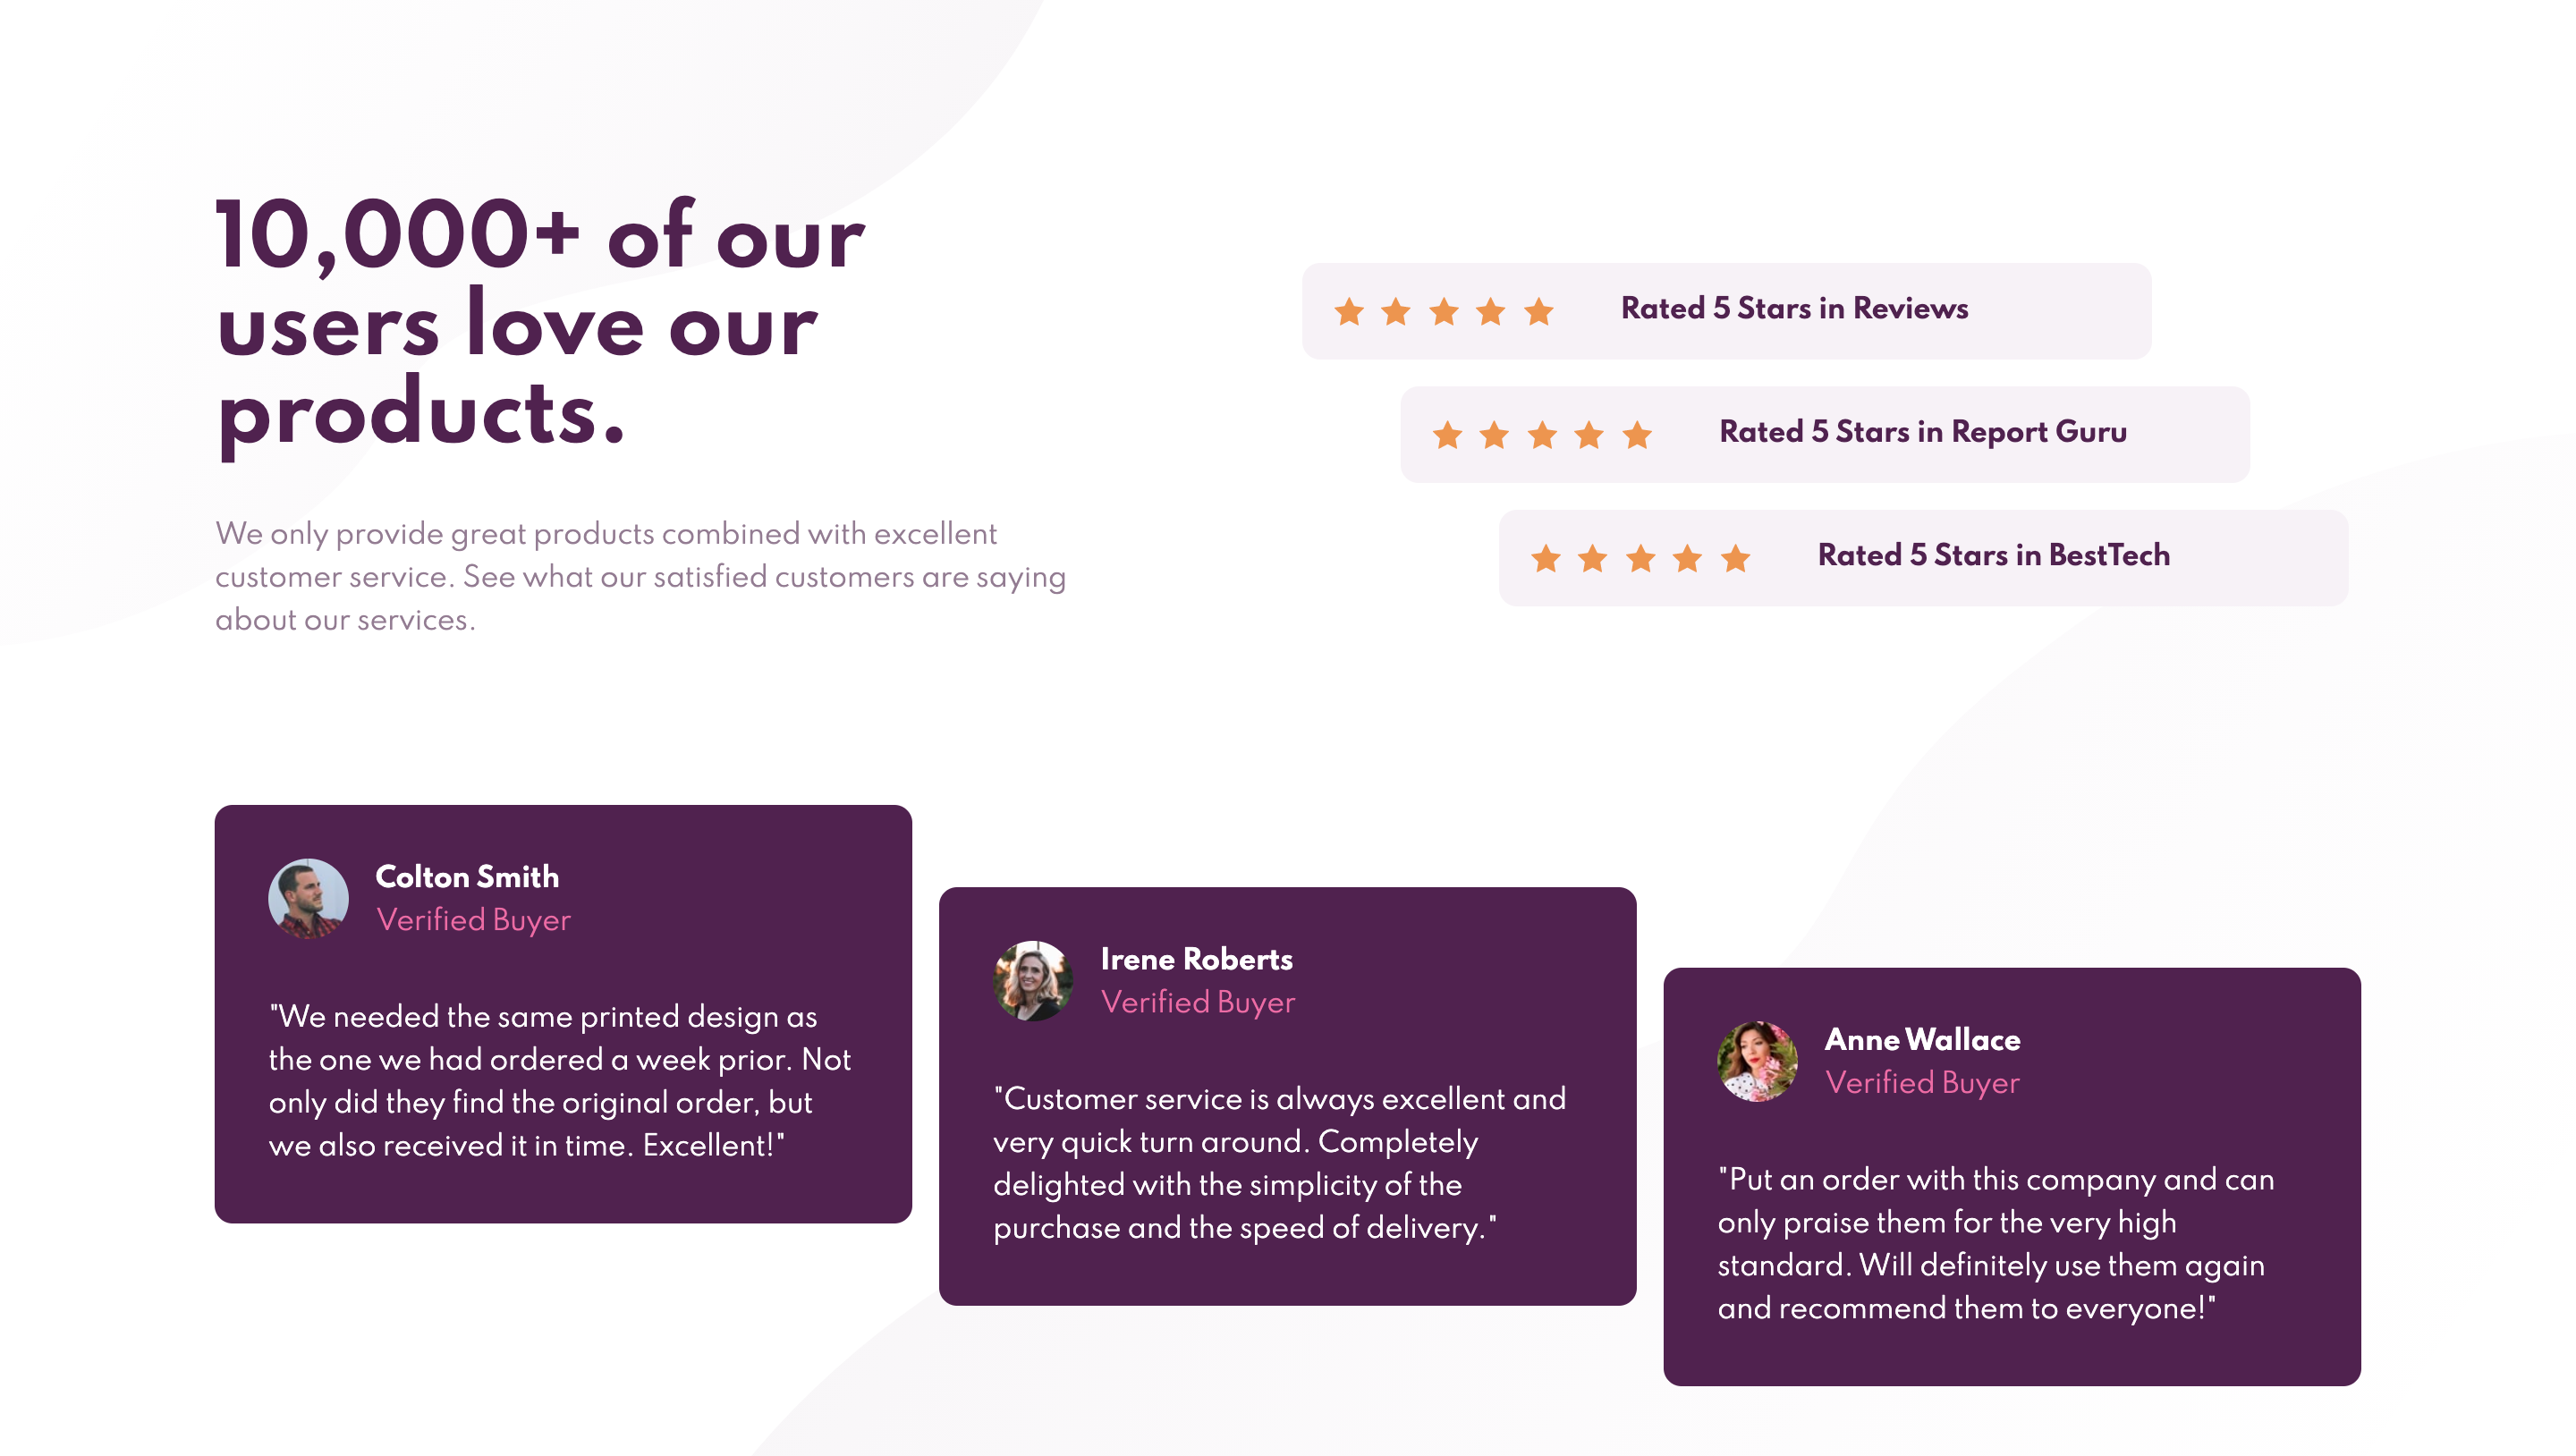 10,000+ of our
users love our
products.
We only provide great products combined with excellent
customer service. See what our satisfied customers are saying
about our services.
Rated 5 Stars in Reviews
Rated 5 Stars in Report Guru
Rated 5 Stars in BestTech
Colton Smith
Verified Buyer
"We needed the same printed design as
the one we had ordered a week prior. Not
only did they find the original order, but
we also received it in time. Excellent!"
Irene Roberts
Verified Buyer
"Customer service is always excellent and
very quick turn around. Completely
delighted with the simplicity of the
purchase and the speed of delivery."
Anne Wallace
Verified Buyer
"Put an order with this company and can
only praise them for the very high
standard. Will definitely use them again
and recommend them to everyone!"